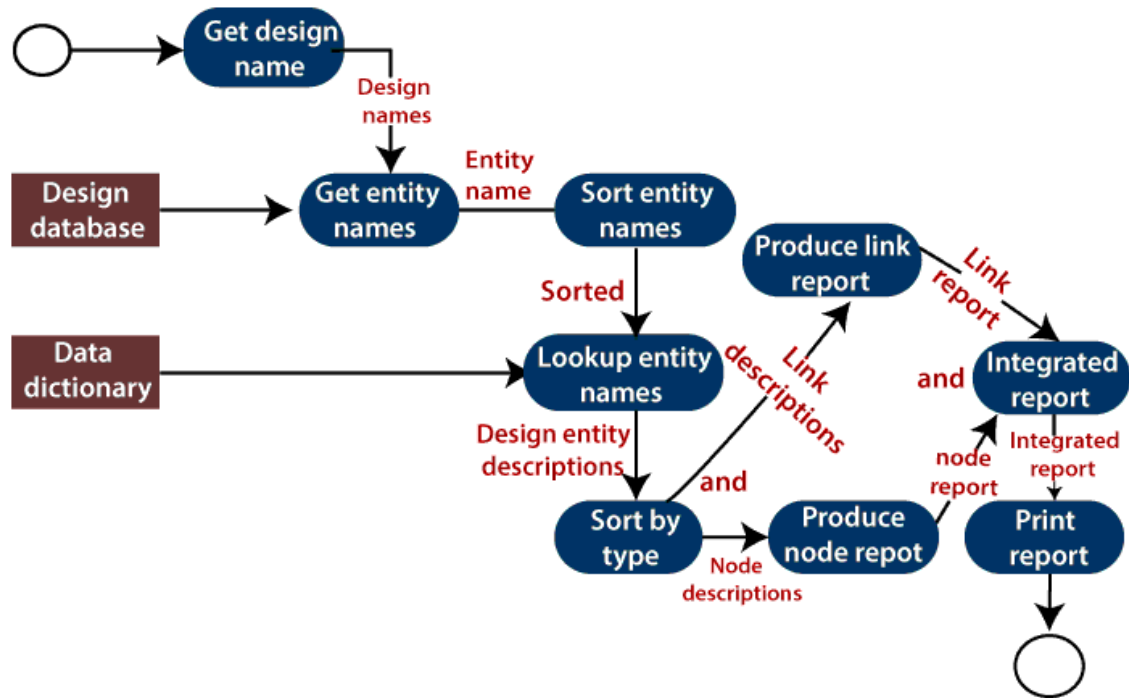 Get design
name
Design
names
Entity
name
Design
database
Get entity
names
Sort entity
names
Produce link
report
Link
report
Sorted
Data
dictionary
Lookup entity
names
Link
descriptions
and
Integrated
report
Design entity
descriptions
and
node
report
Integrated
report
Sort by
type
Node
descriptions
Produce
node repot
Print
report